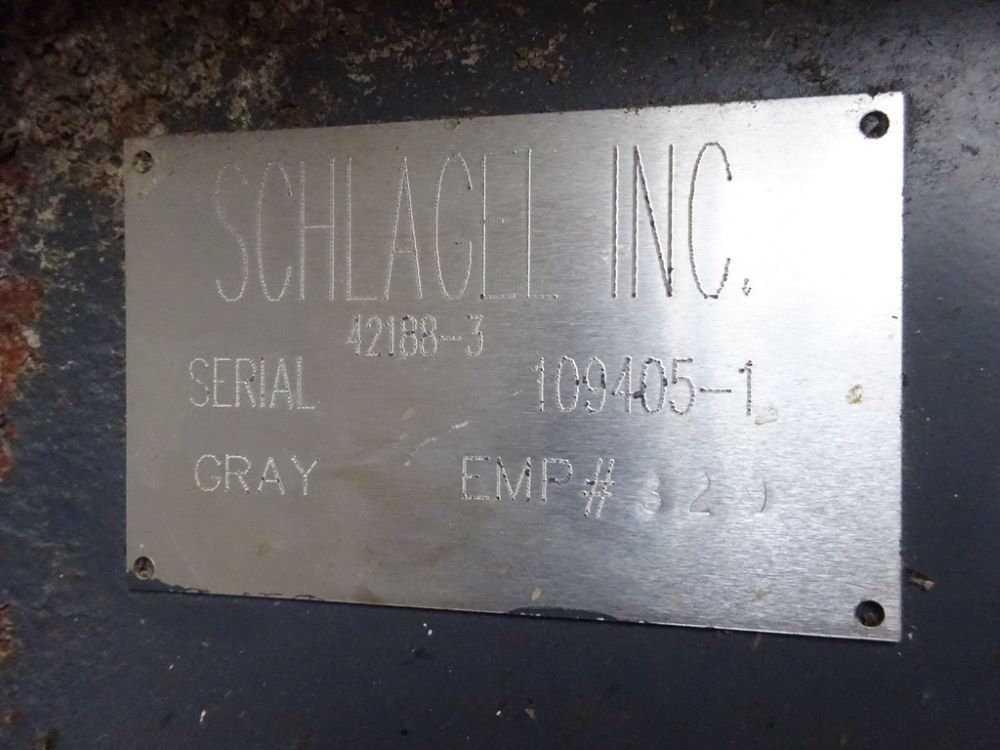 SCHLAGEL INC.
42188-3
SERIAL 109405-1
GRAY EMP#